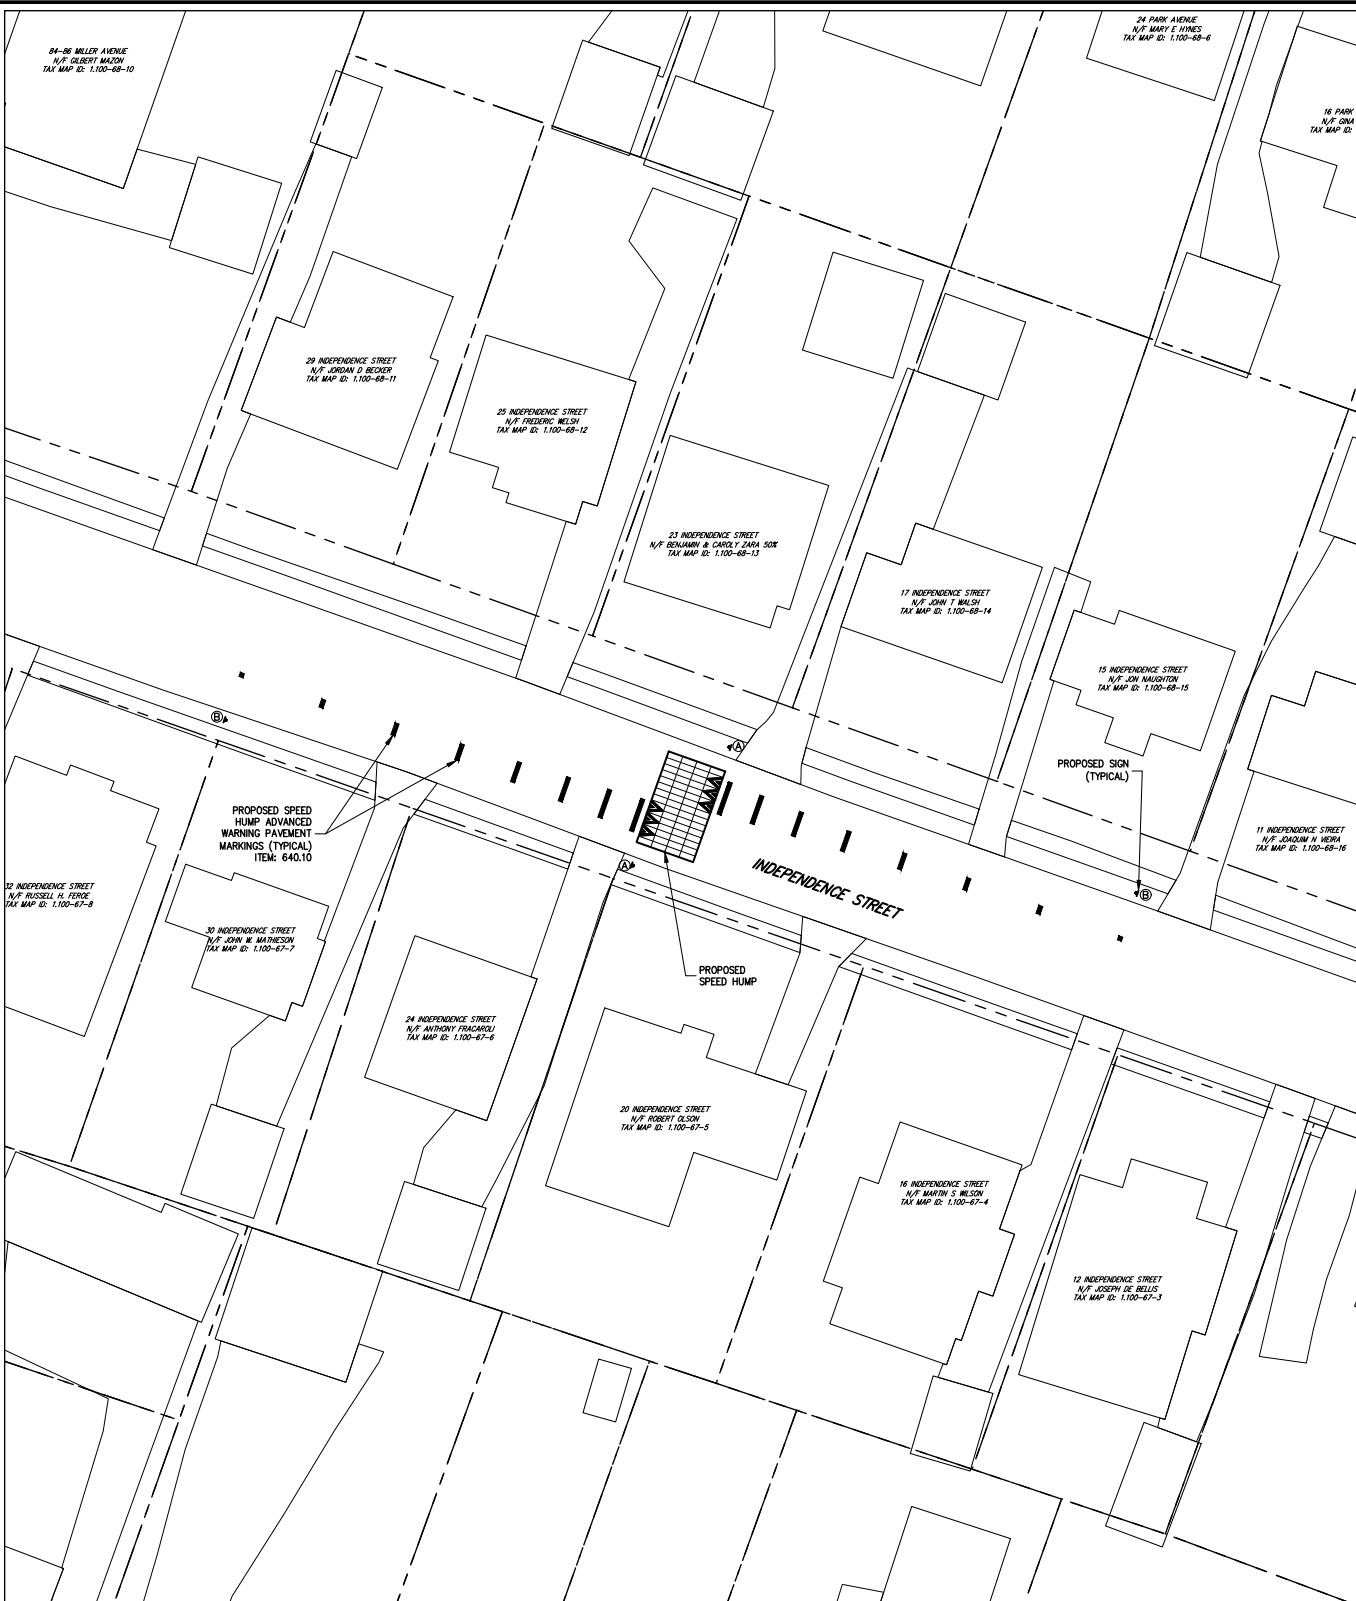 84-86 MILLER AVENUE
N/F GILBERT MAZON
TAX MAP ID: 1.100-68-10
24 PARK AVENUE
N/F MARY E HYNES
TAX MAP ID: 1.100-68-6
16 PARK
N/F GINA
TAX MAP ID:
29 INDEPENDENCE STREET
N/F JORDAN D BECKER
TAX MAP ID: 1.100-68-11
25 INDEPENDENCE STREET
N/F FREDERIC WELSH
TAX MAP ID: 1.100-68-12
23 INDEPENDENCE STREET
N/F BENJAMIN & CAROLY ZARA 50%
TAX MAP ID: 1.100-68-13
17 INDEPENDENCE STREET
N/F JOHN T WALSH
TAX MAP ID: 1.100-68-14
15 INDEPENDENCE STREET
N/F JON NAUGHTON
TAX MAP ID: 1.100-68-15
B
A
PROPOSED SIGN
(TYPICAL)
PROPOSED SPEED
HUMP ADVANCED
WARNING PAVEMENT
MARKINGS (TYPICAL)
ITEM: 640.10
11 INDEPENDENCE STREET
N/F JOAQUIM N VIEIRA
TAX MAP ID: 1.100-68-16
A
INDEPENDENCE STREET
B
32 INDEPENDENCE STREET
N/F RUSSELL H. FEROE
TAX MAP ID: 1.100-67-8
30 INDEPENDENCE STREET
N/F JOHN W. MATHIESON
TAX MAP ID: 1.100-67-7
PROPOSED
SPEED HUMP
24 INDEPENDENCE STREET
N/F ANTHONY FRACAROLI
TAX MAP ID: 1.100-67-6
20 INDEPENDENCE STREET
N/F ROBERT OLSON
TAX MAP ID: 1.100-67-5
16 INDEPENDENCE STREET
N/F MARTIN S WILSON
TAX MAP ID: 1.100-67-4
12 INDEPENDENCE STREET
N/F JOSEPH DE BELLIS
TAX MAP ID: 1.100-67-3